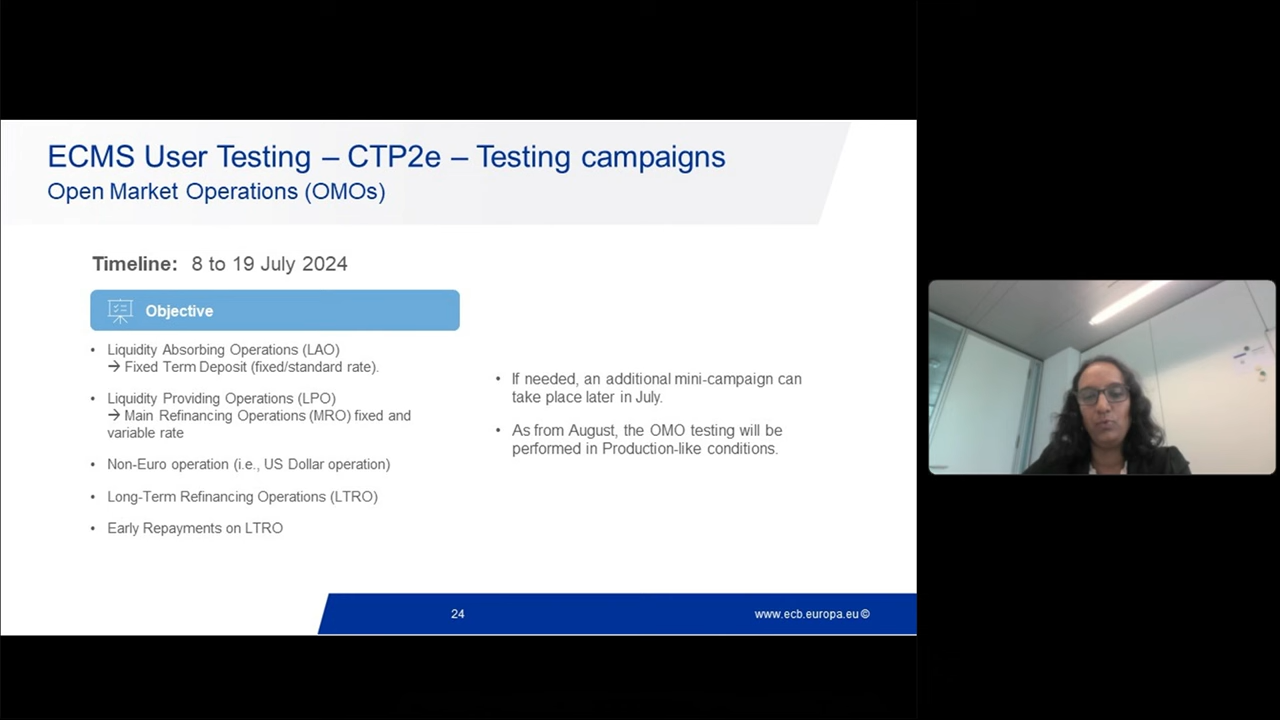 ECMS User Testing – CTP2e – Testing campaigns
Open Market Operations (OMOs)
Timeline: 8 to 19 July 2024
Objective
• Liquidity Absorbing Operations (LAO)
→ Fixed Term Deposit (fixed/standard rate).
• Liquidity Providing Operations (LPO)
→ Main Refinancing Operations (MRO) fixed and
variable rate
• Non-Euro operation (i.e., US Dollar operation)
• Long-Term Refinancing Operations (LTRO)
• Early Repayments on LTRO
• If needed, an additional mini-campaign can
take place later in July.
• As from August, the OMO testing will be
performed in Production-like conditions.
24
www.ecb.europa.eu ©